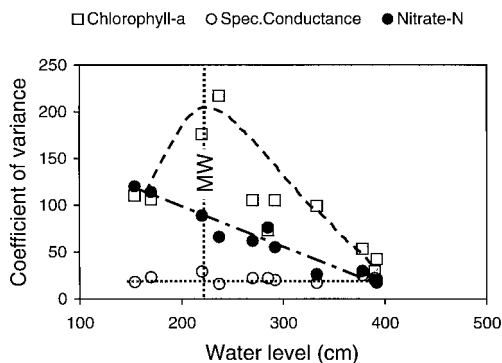 Chlorophyll-a Spec.Conductance Nitrate-N
250
200
150
100
50
0
Coefficient of variance
MW
100 200 300 400 500
Water level (cm)